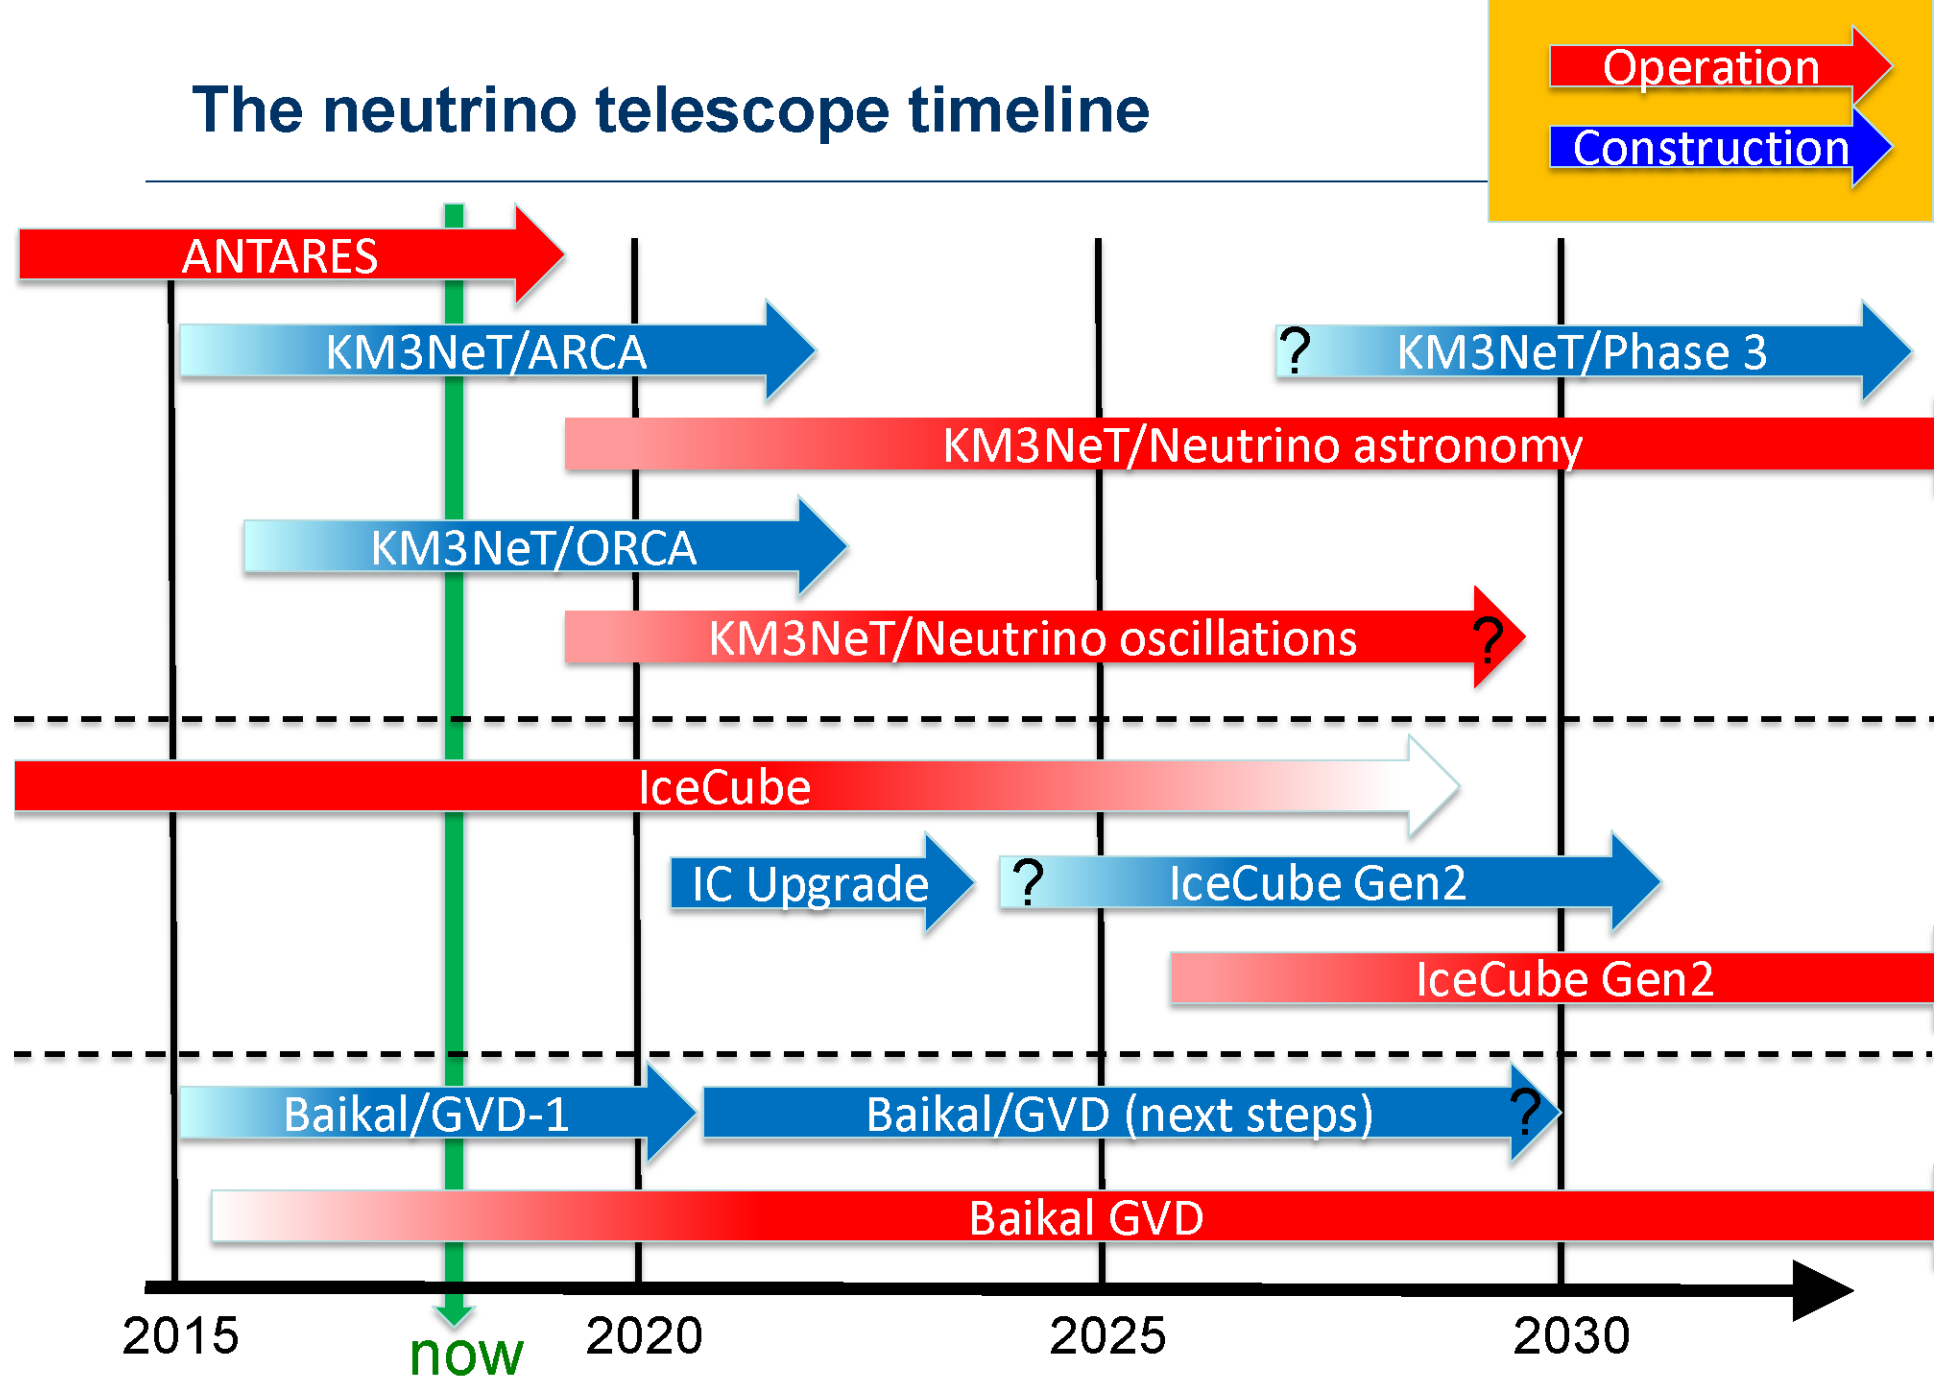 The neutrino telescope timeline
Operation
Construction
ANTARES
KM3NeT/ARCA
? KM3NeT/Phase 3
KM3NeT/Neutrino astronomy
KM3NeT/ORCA
KM3NeT/Neutrino oscillations ?
IceCube
IC Upgrade
? IceCube Gen2
IceCube Gen2
Baikal/GVD-1
Baikal/GVD (next steps) ?
Baikal GVD
2015
now
2020
2025
2030